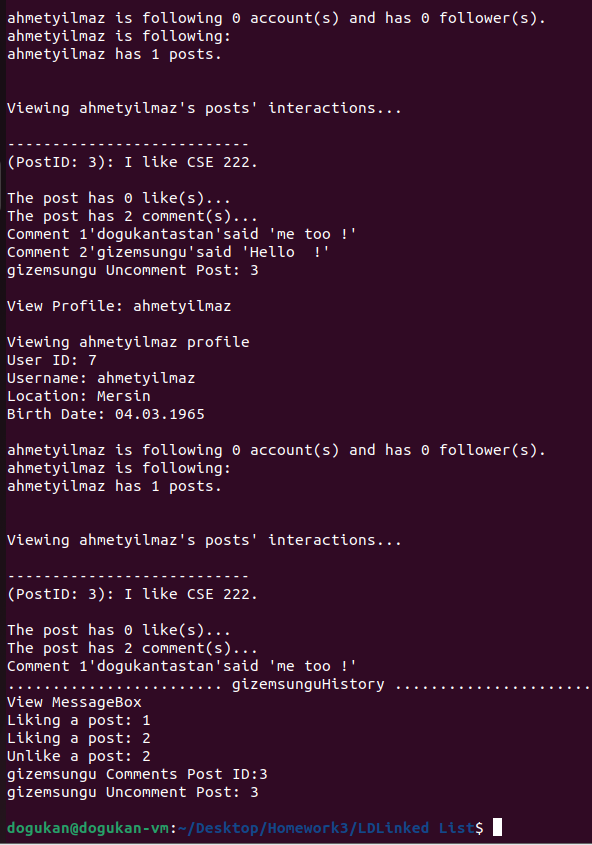 ahmetyilmaz is following 0 account(s) and has 0 follower(s).
ahmetyilmaz is following:
ahmetyilmaz has 1 posts.
Viewing ahmetyilmaz's posts' interactions...
---------------------------
(PostID: 3): I like CSE 222.
The post has 0 like(s)...
The post has 2 comment(s)...
Comment 1'dogukantastan'said 'me too !'
Comment 2'gizemsungu'said 'Hello  !'
gizemsungu Uncomment Post: 3
View Profile: ahmetyilmaz
Viewing ahmetyilmaz profile
User ID: 7
Username: ahmetyilmaz
Location: Mersin
Birth Date: 04.03.1965
ahmetyilmaz is following 0 account(s) and has 0 follower(s).
ahmetyilmaz is following:
ahmetyilmaz has 1 posts.
Viewing ahmetyilmaz's posts' interactions...
---------------------------
(PostID: 3): I like CSE 222.
The post has 0 like(s)...
The post has 2 comment(s)...
Comment 1'dogukantastan'said 'me too !'
........................ gizemsunguHistory ......................
View MessageBox
Liking a post: 1
Liking a post: 2
Unlike a post: 2
gizemsungu Comments Post ID:3
gizemsungu Uncomment Post: 3
dogukan@dogukan-vm:~/Desktop/Homework3/LDLinked List$